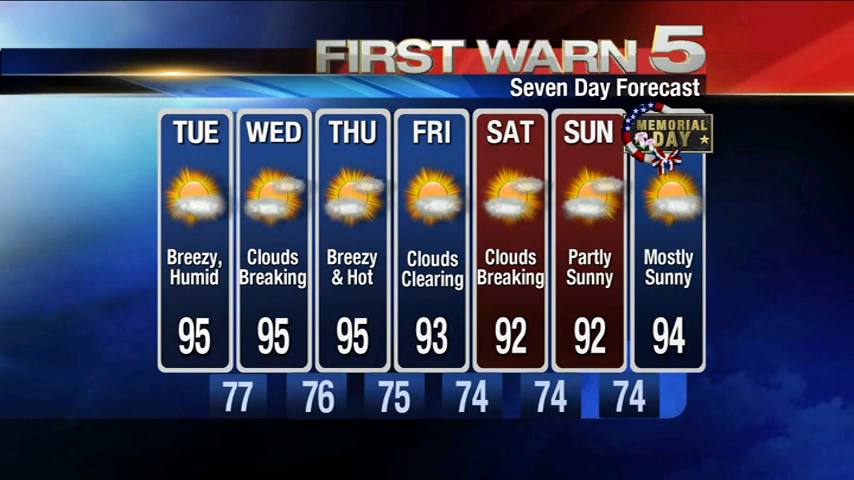 FIRST WARN 5
Seven Day Forecast
TUE WED THU FRI SAT SUN MEMORIAL DAY
Breezy, Humid
Clouds Breaking
Breezy & Hot
Clouds Clearing
Clouds Breaking
Partly Sunny
Mostly Sunny
95 95 95 93 92 92 94
77 76 75 74 74 74